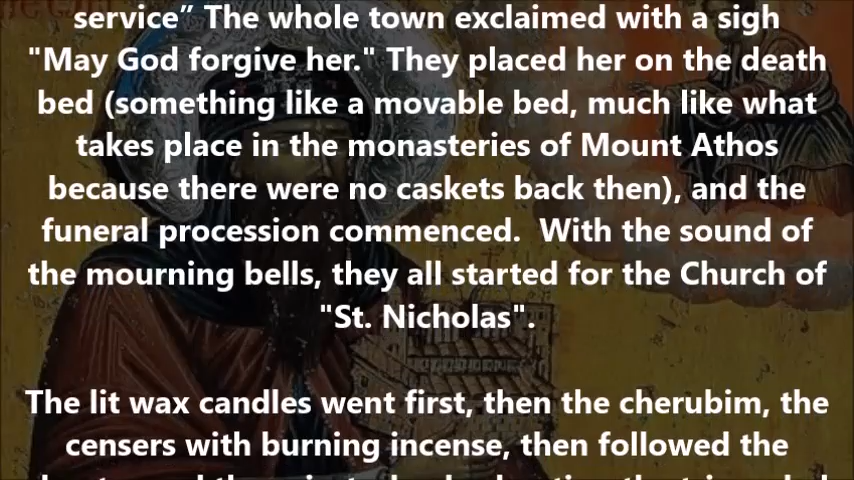 service” The whole town exclaimed with a sigh
"May God forgive her." They placed her on the death
bed (something like a movable bed, much like what
takes place in the monasteries of Mount Athos
because there were no caskets back then), and the
funeral procession commenced.  With the sound of
the mourning bells, they all started for the Church of
"St. Nicholas".
The lit wax candles went first, then the cherubim, the
censers with burning incense, then followed the